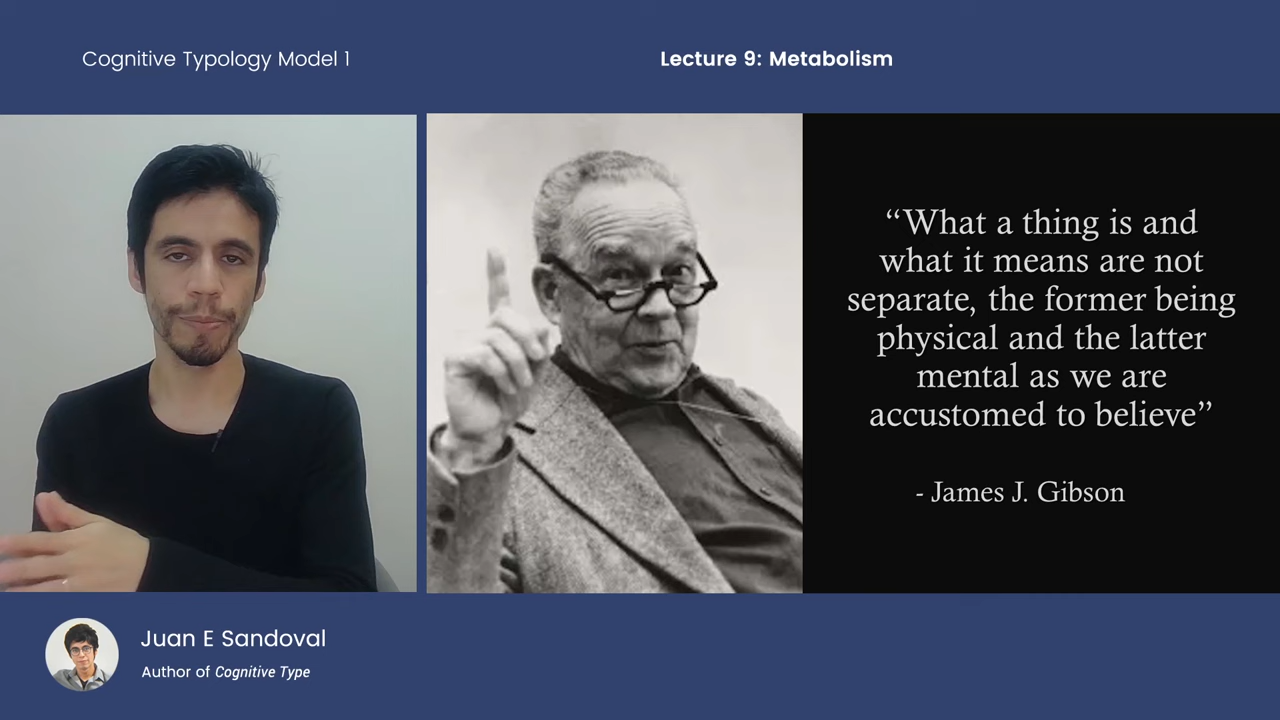 Cognitive Typology Model 1
Lecture 9: Metabolism
“What a thing is and
what it means are not
separate, the former being
physical and the latter
mental as we are
accustomed to believe”
- James J. Gibson
Juan E Sandoval
Author of Cognitive Type